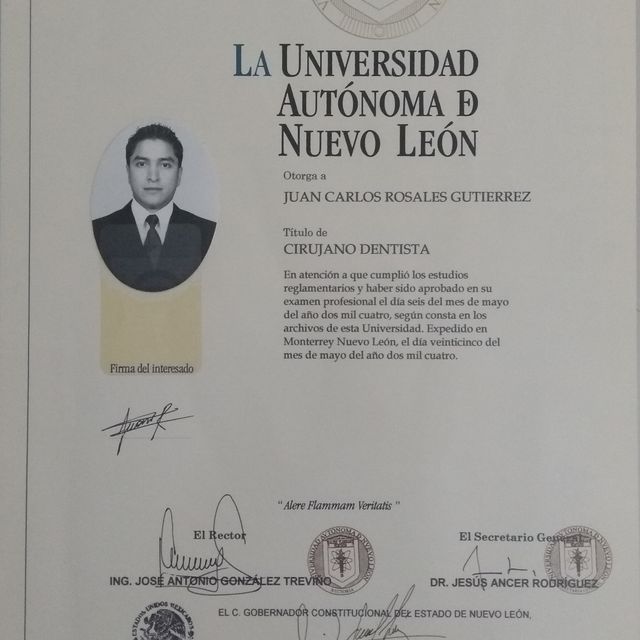 LA UNIVERSIDAD
AUTÓNOMA DE
NUEVO LEÓN
Otorga a
JUAN CARLOS ROSALES GUTIERREZ
Título de
CIRUJANO DENTISTA
En atención a que cumplió los estudios
reglamentarios y haber sido aprobado en su
examen profesional el día seis del mes de mayo
del año dos mil cuatro, según consta en los
archivos de esta Universidad. Expedido en
Monterrey Nuevo León, el día veinticinco del
mes de mayo del año dos mil cuatro.
Firma del interesado
"Alere Flammam Veritatis"
El Rector
El Secretario General
ING. JOSÉ ANTONIO GONZÁLEZ TREVIÑO
DR. JESÚS ANCER RODRÍGUEZ
EL C. GOBERNADOR CONSTITUCIONAL DEL ESTADO DE NUEVO LEÓN,